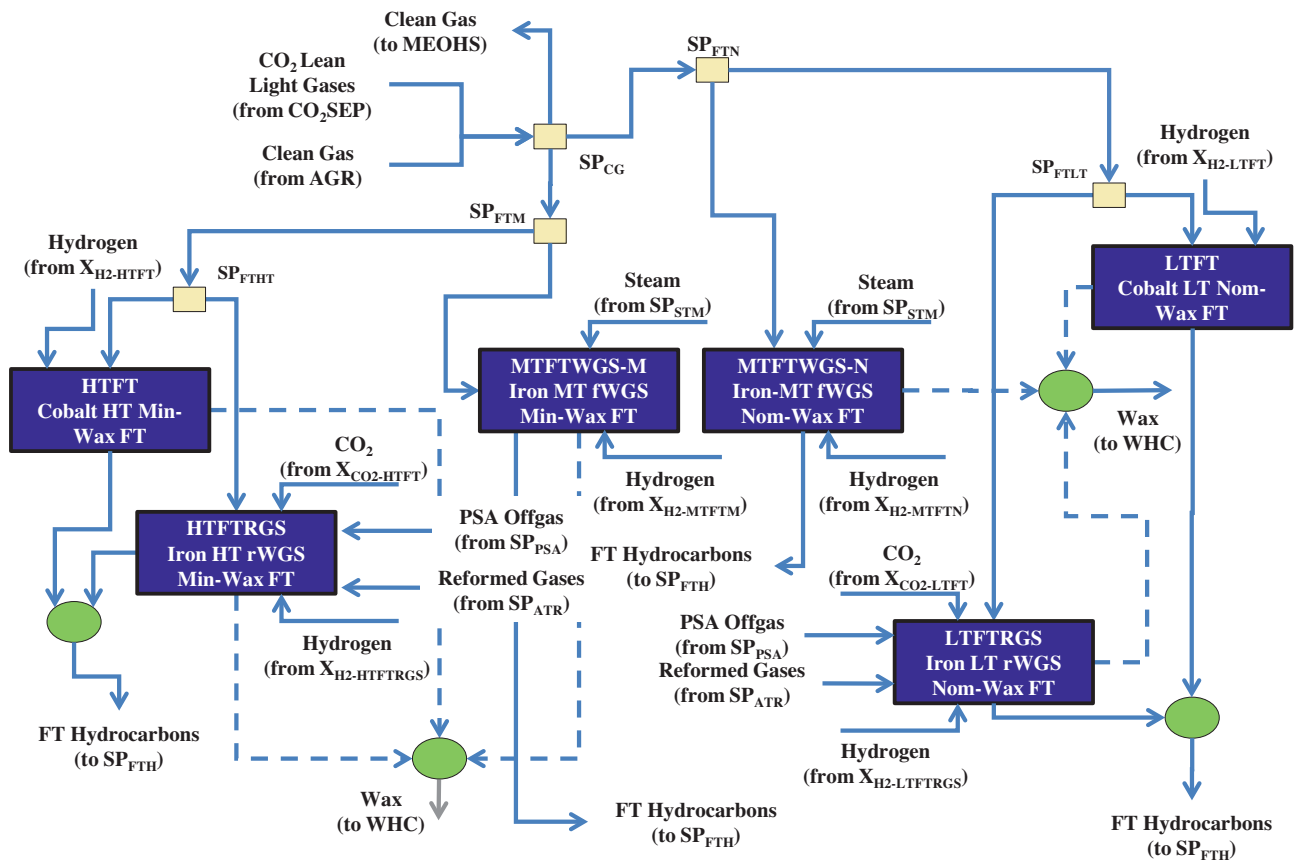 Clean Gas
(to MEOHS)
CO2 Lean
Light Gases
(from CO2SEP)
Clean Gas
(from AGR)
SPCG
SPFTN
SPFTM
SPFTLT
Hydrogen
(from XH2-LTFT)
Hydrogen
(from XH2-HTFT)
SPFTHT
LTFT
Cobalt LT Nom-
Wax FT
Steam
(from SPSTM)
Steam
(from SPSTM)
HTFT
Cobalt HT Min-
Wax FT
MTFTWGS-M
Iron MT fWGS
Min-Wax FT
MTFTWGS-N
Iron-MT fWGS
Nom-Wax FT
Wax
(to WHC)
CO2
(from XCO2-HTFT)
Hydrogen
(from XH2-MTFTM)
Hydrogen
(from XH2-MTFTN)
HTFTRGS
Iron HT rWGS
Min-Wax FT
PSA Offgas
(from SPPSA)
Reformed Gases
(from SPATR)
FT Hydrocarbons
(to SPFTH)
CO2
(from XCO2-LTFT)
PSA Offgas
(from SPPSA)
Reformed Gases
(from SPATR)
LTFTRGS
Iron LT rWGS
Nom-Wax FT
Hydrogen
(from XH2-HTFTRGS)
Hydrogen
(from XH2-LTFTRGS)
FT Hydrocarbons
(to SPFTH)
Wax
(to WHC)
FT Hydrocarbons
(to SPFTH)
FT Hydrocarbons
(to SPFTH)